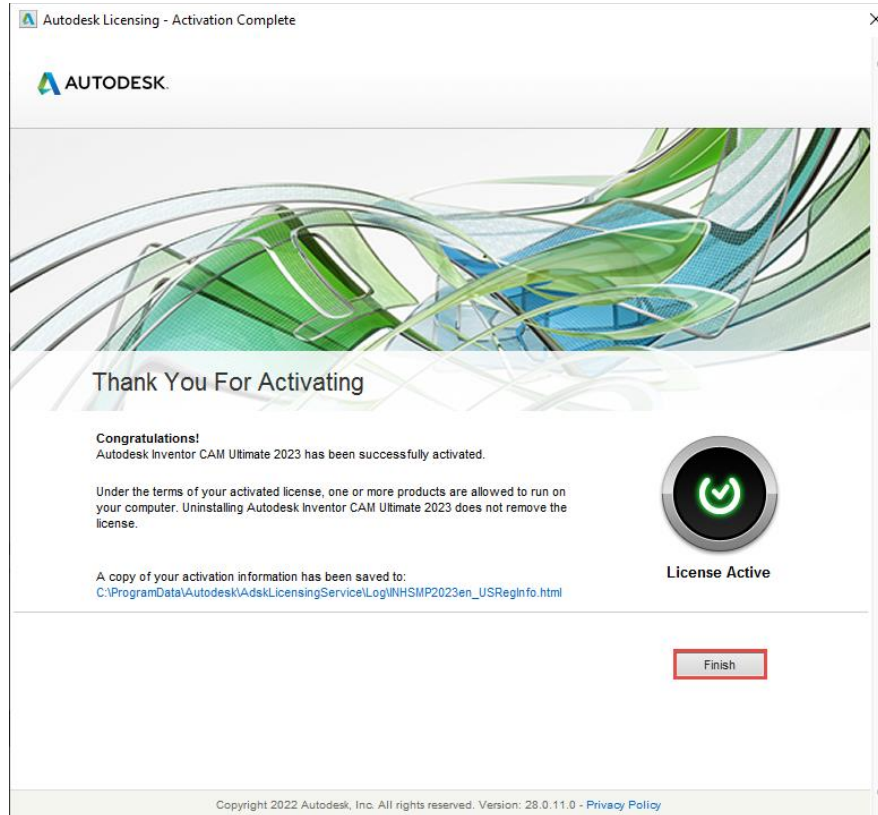 Autodesk Licensing - Activation Complete
AUTODESK.
Thank You For Activating
Congratulations!
Autodesk Inventor CAM Ultimate 2023 has been successfully activated.
Under the terms of your activated license, one or more products are allowed to run on
your computer. Uninstalling Autodesk Inventor CAM Ultimate 2023 does not remove the
license.
A copy of your activation information has been saved to:
C:\ProgramData\Autodesk\AdskLicensingService\Log\INHSMP2023en_USRegInfo.html
License Active
Finish
Copyright 2022 Autodesk, Inc. All rights reserved. Version: 28.0.11.0 - Privacy Policy